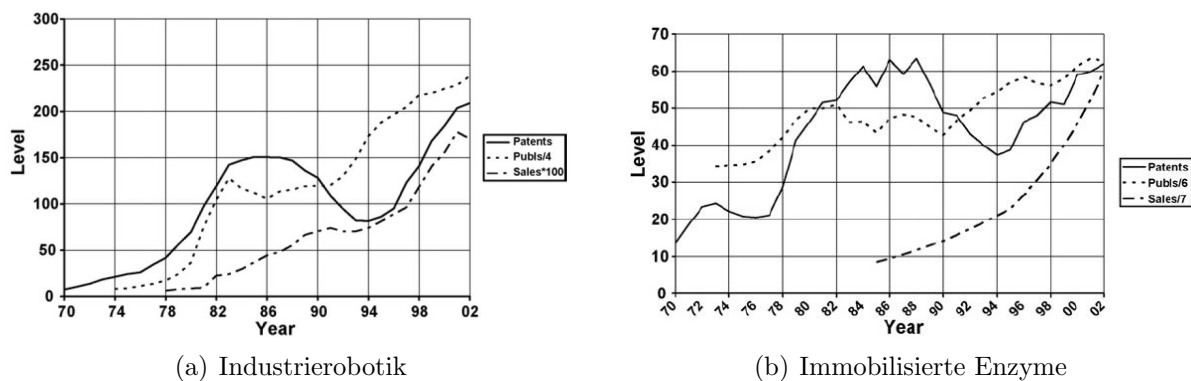 300
250
200
150
100
50
0
Level
70 74 78 82 86 90 94 98 02
Year
Patents
Publs/4
Sales*100
(a) Industrierobotik
70
60
50
40
30
20
10
0
Level
70 72 74 78 82 84 86 88 90 92 94 96 98 00 02
Year
Patents
Publs/6
Sales/7
(b) Immobilisierte Enzyme